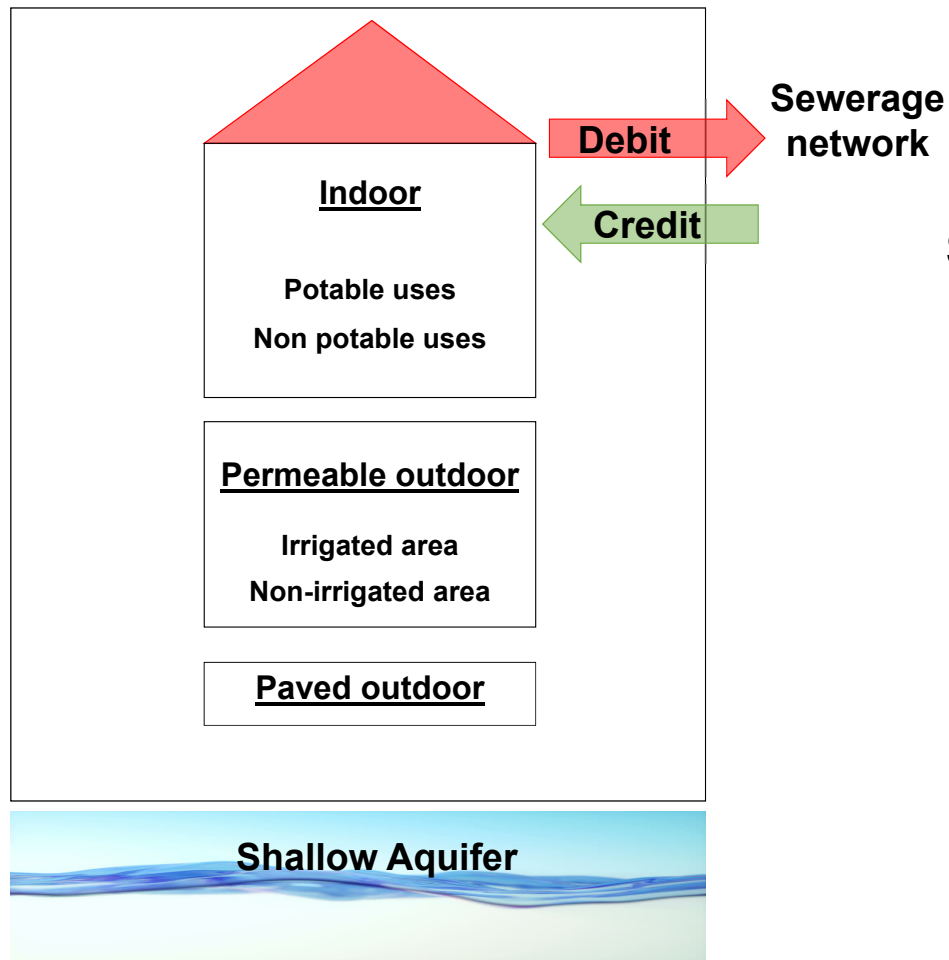 Sewerage
network
Debit
Indoor
Credit
Potable uses
Non potable uses
Permeable outdoor
Irrigated area
Non-irrigated area
Paved outdoor
Shallow Aquifer